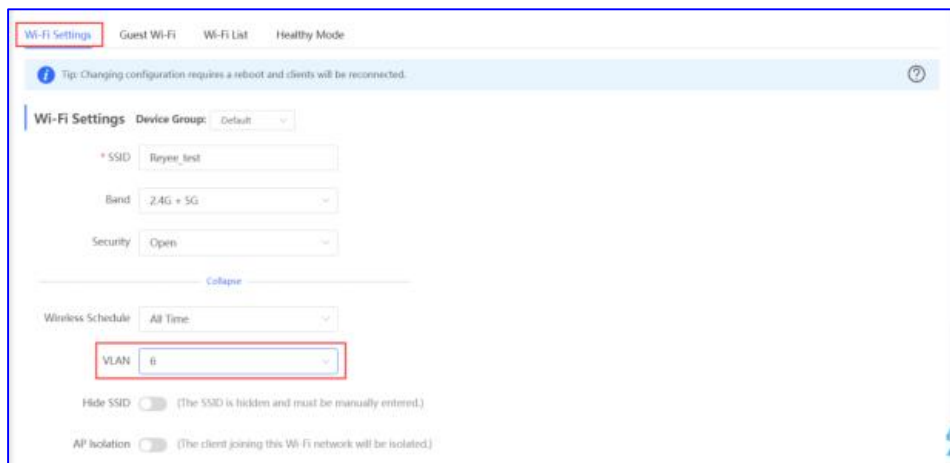 Wi-Fi Settings Guest Wi-Fi Wi-Fi List Healthy Mode
Tip: Changing configuration requires a reboot and clients will be reconnected.
Wi-Fi Settings Device Group: Default
* SSID Reyee_test
Band 2.4G + 5G
Security Open
Collapse
Wireless Schedule All Time
VLAN 6
Hide SSID (The SSID is hidden and must be manually entered.)
AP Isolation (The client joining this Wi-Fi network will be isolated.)